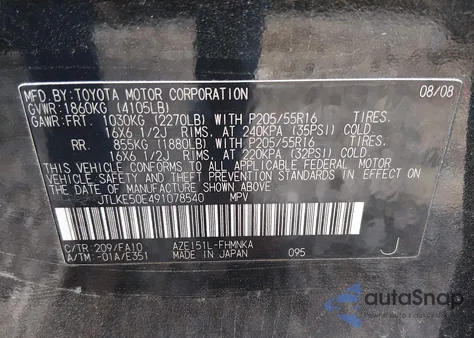 MFD.BY: TOYOTA MOTOR CORPORATION 08/08
GVWR: 1860KG (4105LB)
GAWR: FRT. 1030KG (2270LB) WITH P205/55R16 TIRES.
16X6 1/2J RIMS. AT 240KPA (35PSI) COLD
RR. 855KG (1880LB) WITH P205/55R16 TIRES.
16X6 1/2J RIMS. AT 220KPA (32PSI) COLD
THIS VEHICLE CONFORMS TO ALL APPLICABLE FEDERAL MOTOR
VEHICLE SAFETY STANDARDS IN EFFECT ON THE
DATE OF MANUFACTURE SHOWN ABOVE.
JTLKE50E491078540 MPV
C/TR: 209/FA10 AZE151L-FHMNKA
A/TM: -01A/E351 MADE IN JAPAN 095 J
autoSnap